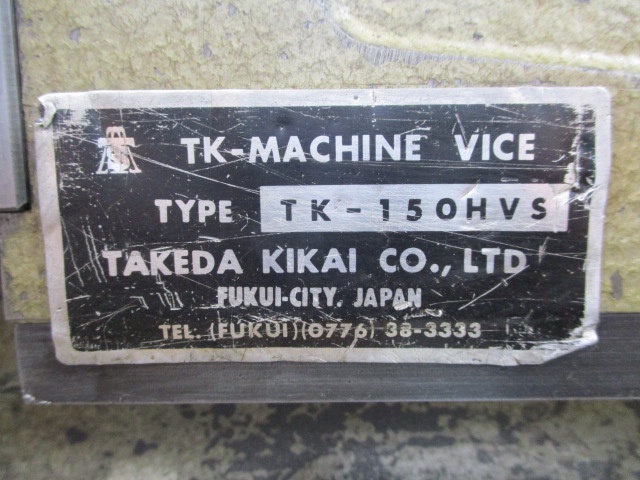 TK-MACHINE VICE
TYPE TK-150HVS
TAKEDA KIKAI CO., LTD
FUKUI-CITY. JAPAN
TEL. (FUKUI)(0776) 38-3333